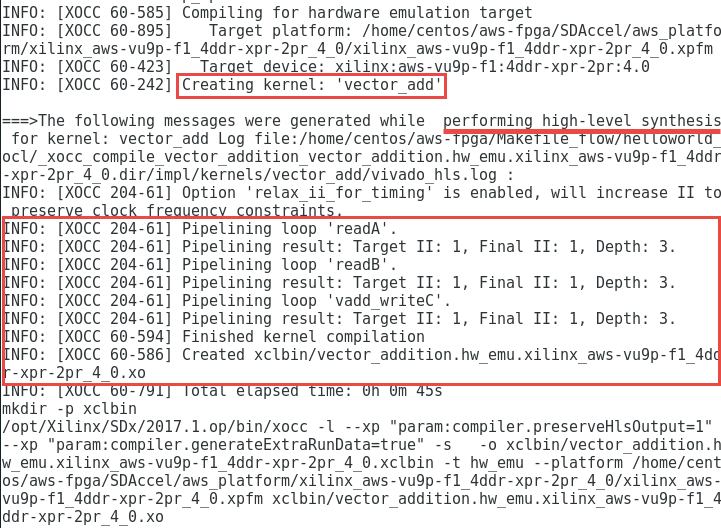 INFO: [XOCC 60-585] Compiling for hardware emulation target
INFO: [XOCC 60-895]    Target platform: /home/centos/aws-fpga/SDAccel/aws_platfo
rm/xilinx_aws-vu9p-f1_4ddr-xpr-2pr_4_0/xilinx_aws-vu9p-f1_4ddr-xpr-2pr_4_0.xpfm
INFO: [XOCC 60-423]   Target device: xilinx:aws-vu9p-f1:4ddr-xpr-2pr:4.0
INFO: [XOCC 60-242] Creating kernel: 'vector_add'

===>The following messages were generated while  performing high-level synthesis
 for kernel: vector_add Log file:/home/centos/aws-fpga/Makefile_flow/helloworld_
ocl/_xocc_compile_vector_addition_vector_addition.hw_emu.xilinx_aws-vu9p-f1_4ddr
-xpr-2pr_4_0.dir/impl/kernels/vector_add/vivado_hls.log :
INFO: [XOCC 204-61] Option 'relax_ii_for_timing' is enabled, will increase II to
 preserve clock frequency constraints.
INFO: [XOCC 204-61] Pipelining loop 'readA'.
INFO: [XOCC 204-61] Pipelining result: Target II: 1, Final II: 1, Depth: 3.
INFO: [XOCC 204-61] Pipelining loop 'readB'.
INFO: [XOCC 204-61] Pipelining result: Target II: 1, Final II: 1, Depth: 3.
INFO: [XOCC 204-61] Pipelining loop 'vadd_writeC'.
INFO: [XOCC 204-61] Pipelining result: Target II: 1, Final II: 1, Depth: 3.
INFO: [XOCC 60-594] Finished kernel compilation
INFO: [XOCC 60-586] Created xclbin/vector_addition.hw_emu.xilinx_aws-vu9p-f1_4dd
r-xpr-2pr_4_0.xo
INFO: [XOCC 60-791] Total elapsed time: 0h 0m 45s
mkdir -p xclbin
/opt/Xilinx/SDx/2017.1.op/bin/xocc -l --xp "param:compiler.preserveHlsOutput=1"
--xp "param:compiler.generateExtraRunData=true" -s   -o xclbin/vector_addition.h
w_emu.xilinx_aws-vu9p-f1_4ddr-xpr-2pr_4_0.xclbin -t hw_emu --platform /home/cent
os/aws-fpga/SDAccel/aws_platform/xilinx_aws-vu9p-f1_4ddr-xpr-2pr_4_0/xilinx_aws-
vu9p-f1_4ddr-xpr-2pr_4_0.xpfm xclbin/vector_addition.hw_emu.xilinx_aws-vu9p-f1_4
ddr-xpr-2pr_4_0.xo